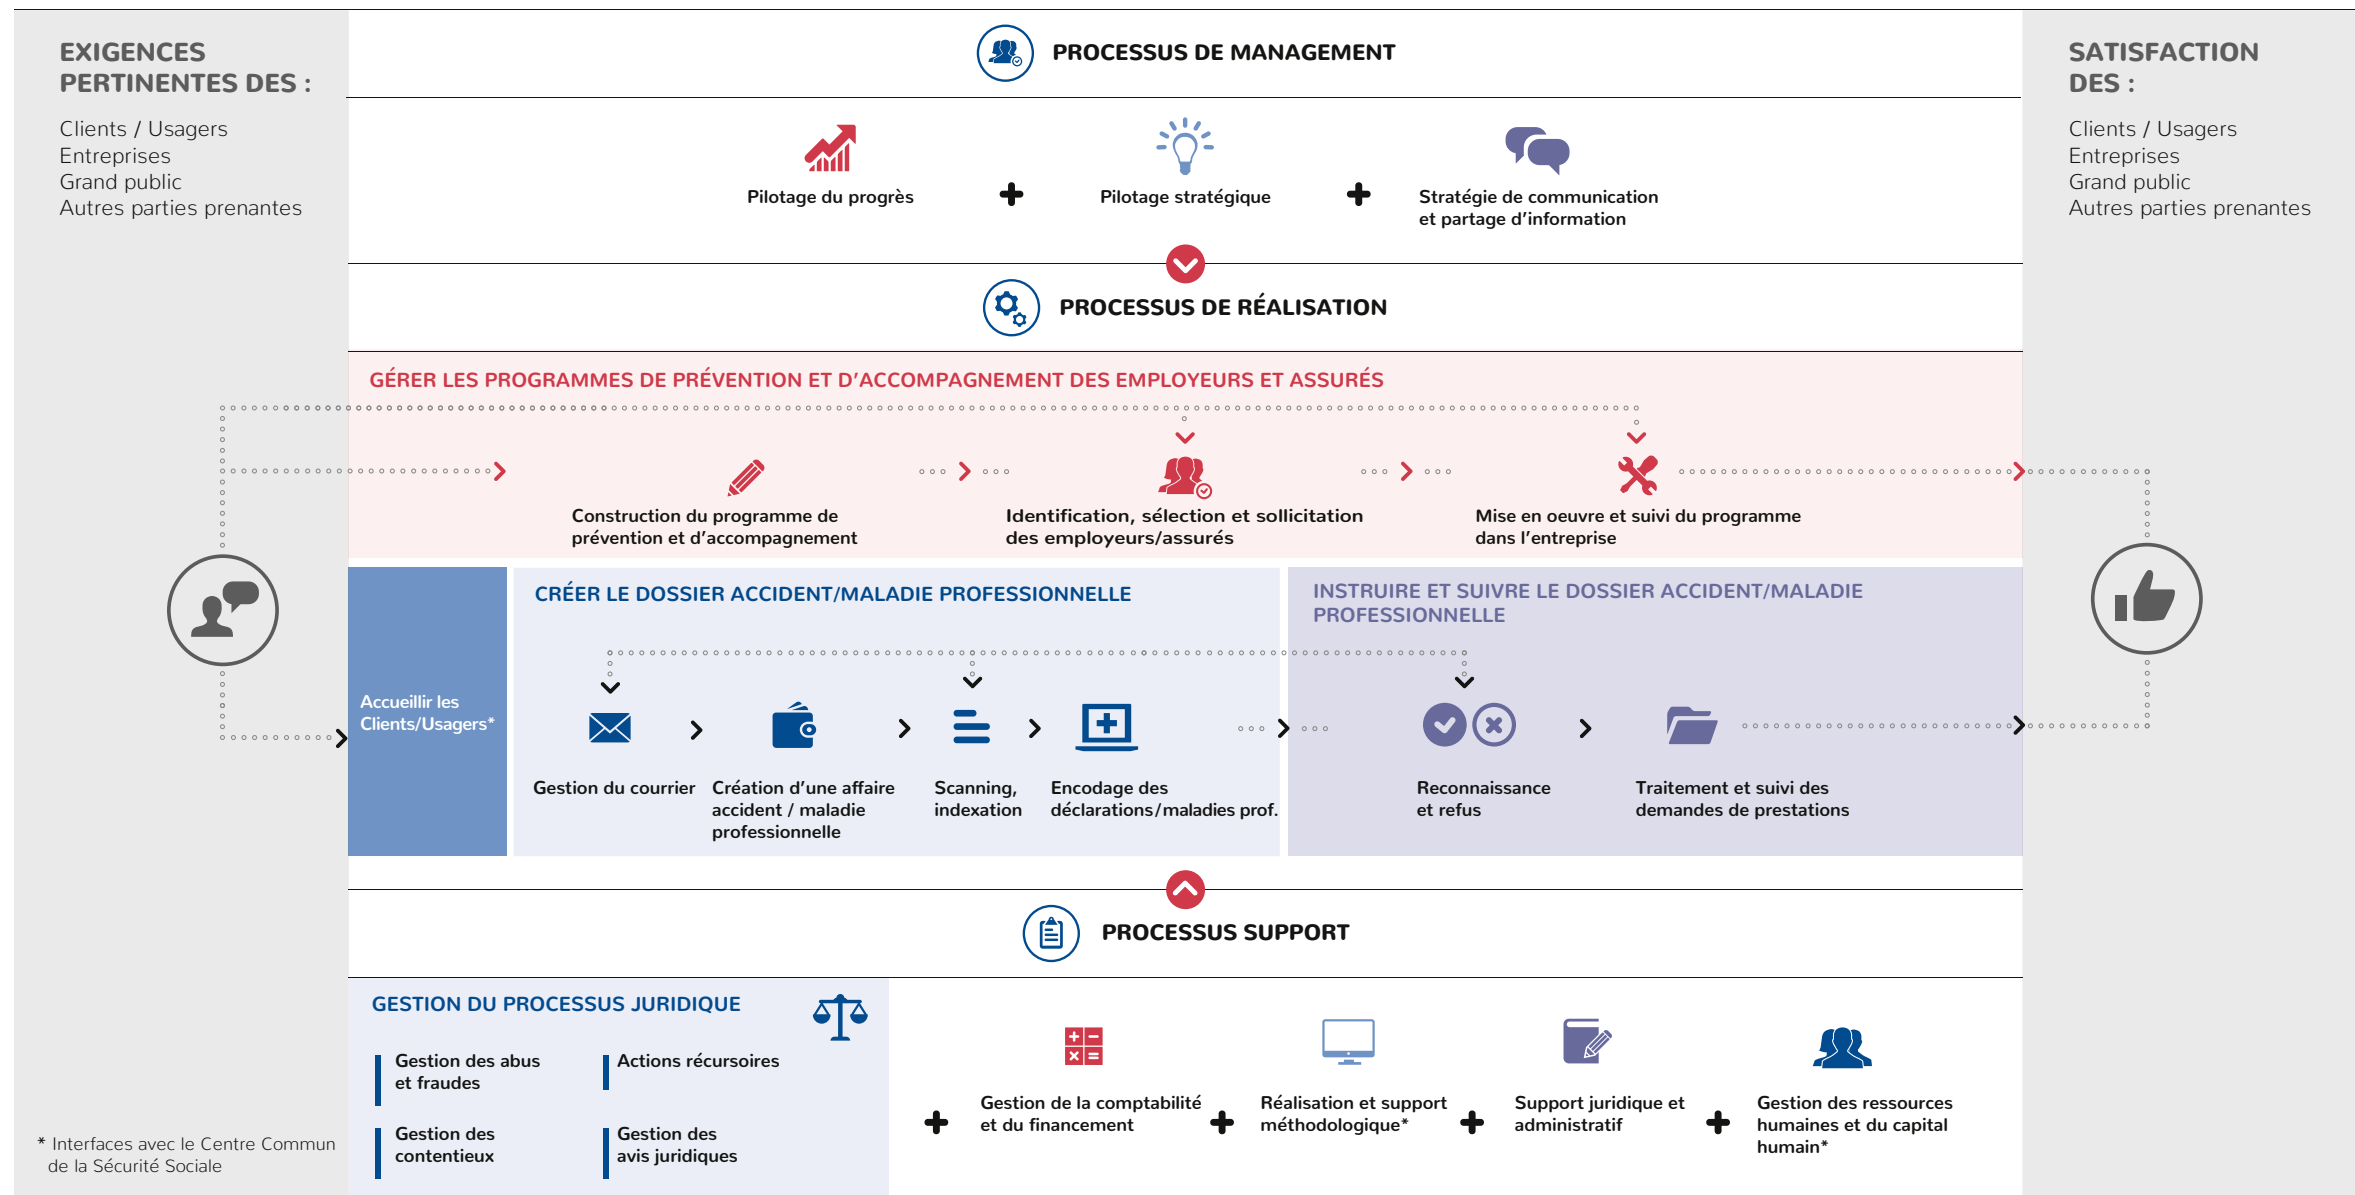 EXIGENCES
PERTINENTES DES :
Clients / Usagers
Entreprises
Grand public
Autres parties prenantes
PROCESSUS DE MANAGEMENT
Pilotage du progrès
Pilotage stratégique
Stratégie de communication
et partage d'information
SATISFACTION
DES :
Clients / Usagers
Entreprises
Grand public
Autres parties prenantes
PROCESSUS DE RÉALISATION
GÉRER LES PROGRAMMES DE PRÉVENTION ET D'ACCOMPAGNEMENT DES EMPLOYEURS ET ASSURÉS
Construction du programme de
prévention et d'accompagnement
Identification, sélection et sollicitation
des employeurs/assurés
Mise en oeuvre et suivi du programme
dans l'entreprise
Accueillir les
Clients/Usagers*
CRÉER LE DOSSIER ACCIDENT/MALADIE PROFESSIONNELLE
Gestion du courrier
Création d'une affaire
accident / maladie
professionnelle
Scanning,
indexation
Encodage des
déclarations/maladies prof.
INSTRUIRE ET SUIVRE LE DOSSIER ACCIDENT/MALADIE
PROFESSIONNELLE
Reconnaissance
et refus
Traitement et suivi des
demandes de prestations
PROCESSUS SUPPORT
GESTION DU PROCESSUS JURIDIQUE
Gestion des abus
et fraudes
Actions récursoires
Gestion des
contentieux
Gestion des
avis juridiques
Gestion de la comptabilité
et du financement
Réalisation et support
méthodologique*
Support juridique et
administratif
Gestion des ressources
humaines et du capital
humain*
* Interfaces avec le Centre Commun
de la Sécurité Sociale